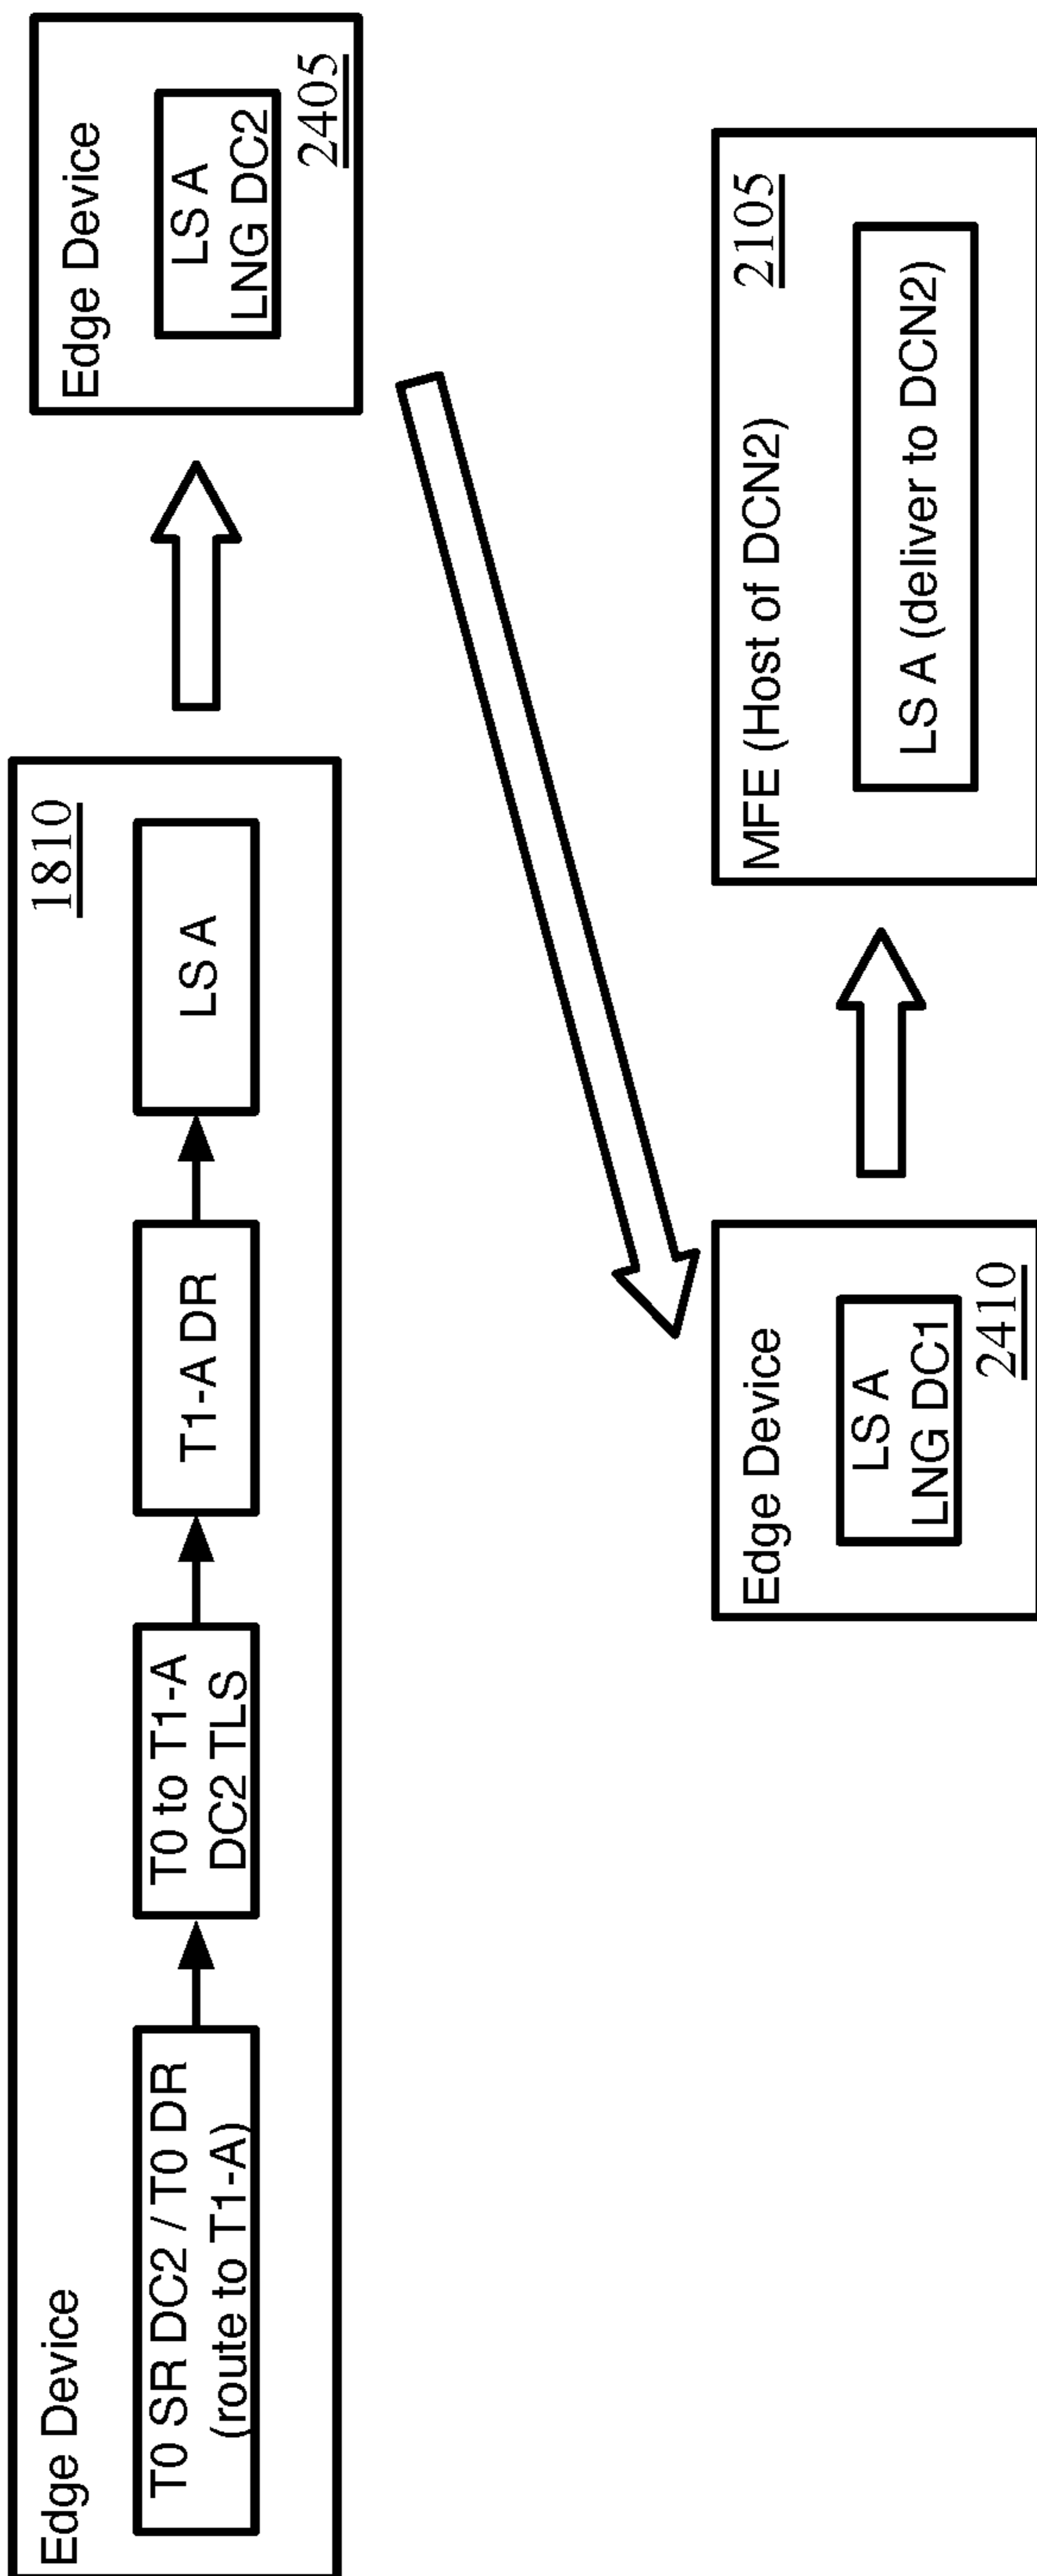 Edge Device
1810
T0 SR DC2 / T0 DR
(route to T1-A)
T0 to T1-A
DC2 TLS
T1-A DR
LS A
Edge Device
LS A
LNG DC2
2405
Edge Device
LS A
LNG DC1
2410
MFE (Host of DCN2)
2105
LS A (deliver to DCN2)